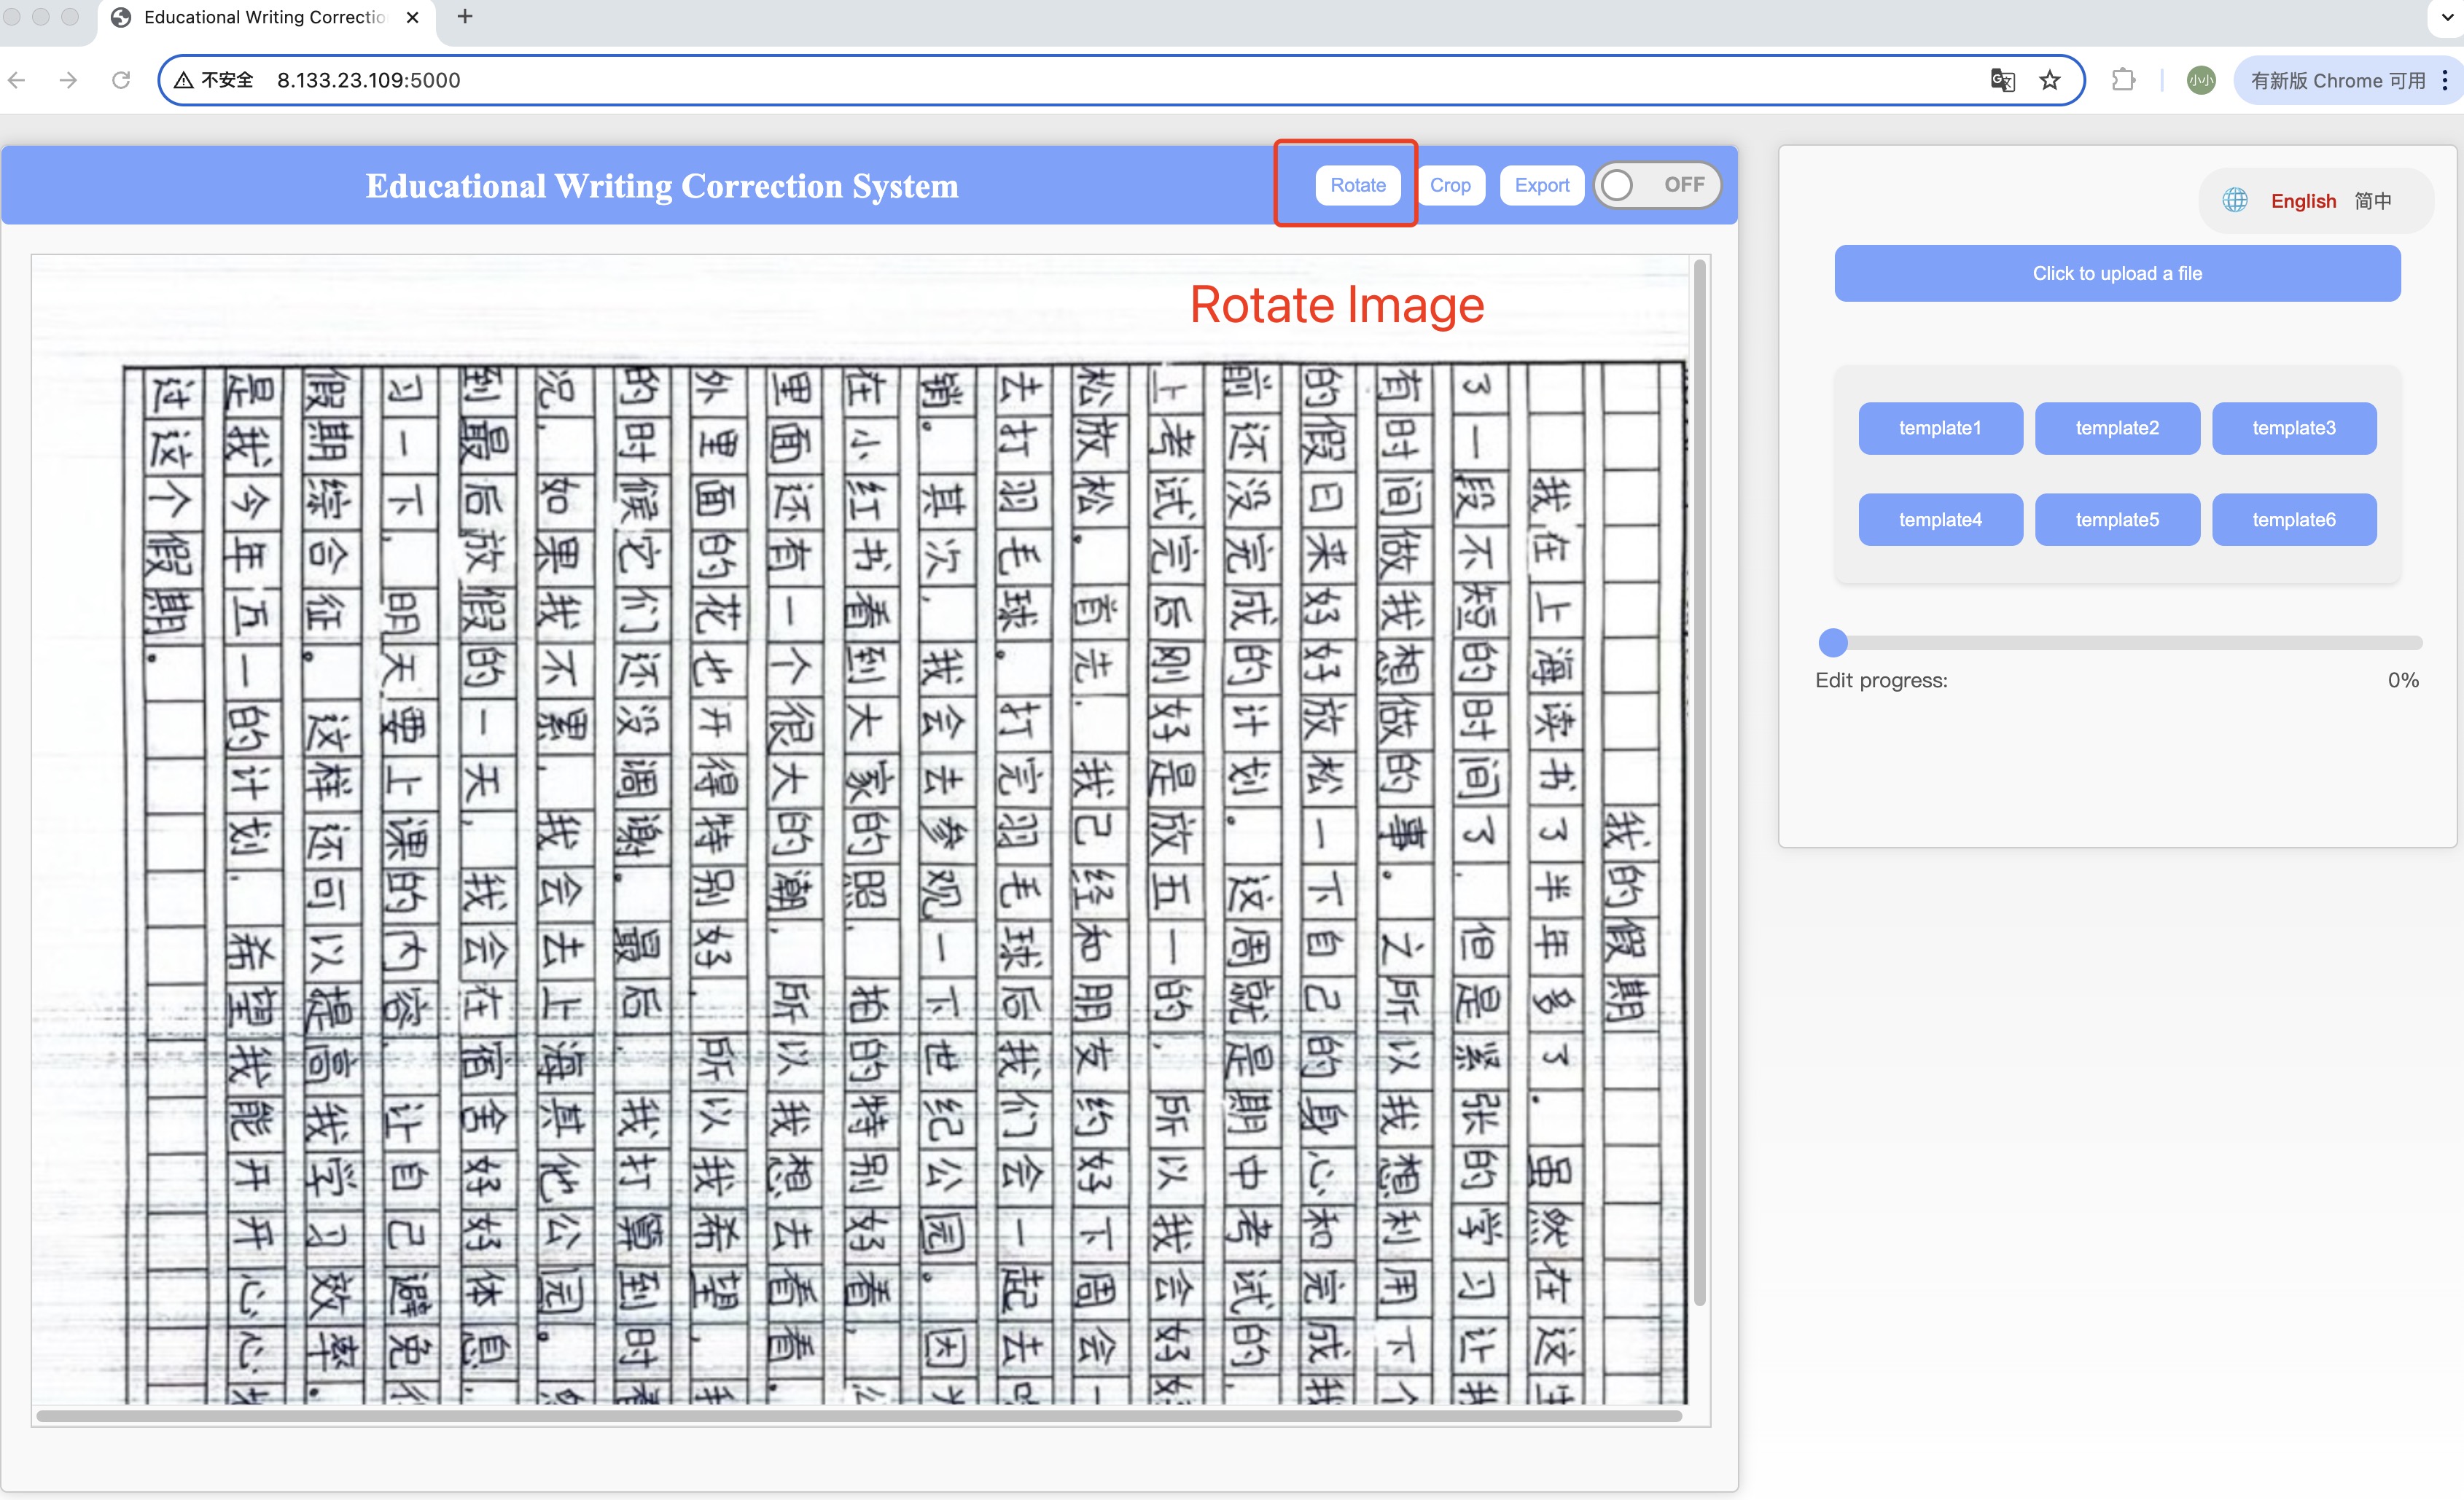 Educational Writing Correctio
不安全 8.133.23.109:5000
有新版 Chrome 可用
小小
Educational Writing Correction System
Rotate
Crop
Export
OFF
Rotate Image
我的假期
我在上海读书了半年多了.虽然在这生
了一段不短的时间了.但是紧张的学习让我
有时间做我想做的事。之所以我想利用下个
的假日来好好放松一下自己的身心和完成我
前还没完成的计划。这周就是期中考试的,
上考试完后刚好是放五一的,所以我会好好
松放松。首先,我已经和朋友约好下周会一
去打羽毛球。打完羽毛球后我们会一起去吃
销。其次,我会去参观一下世纪公园。因为
在小红书看到大家的照,拍的特别好看,公
里面还有一个很大的潮,所以我想去看看。
外里面的花也开得特别好,所以我希望,我
的时候它们还没调谢。最后,我打算到时看
况,如果我不累,我会去上海其他公园。然
到最后放假的一天,我会在宿舍好好体息,
习一下,明天要上课的内容,让自己避免
假期综合征。这样还可以提高我学习效率。
是我今年五一的计划,希望我能开开心心
过这个假期。
English 简中
Click to upload a file
template1
template2
template3
template4
template5
template6
Edit progress: 0%